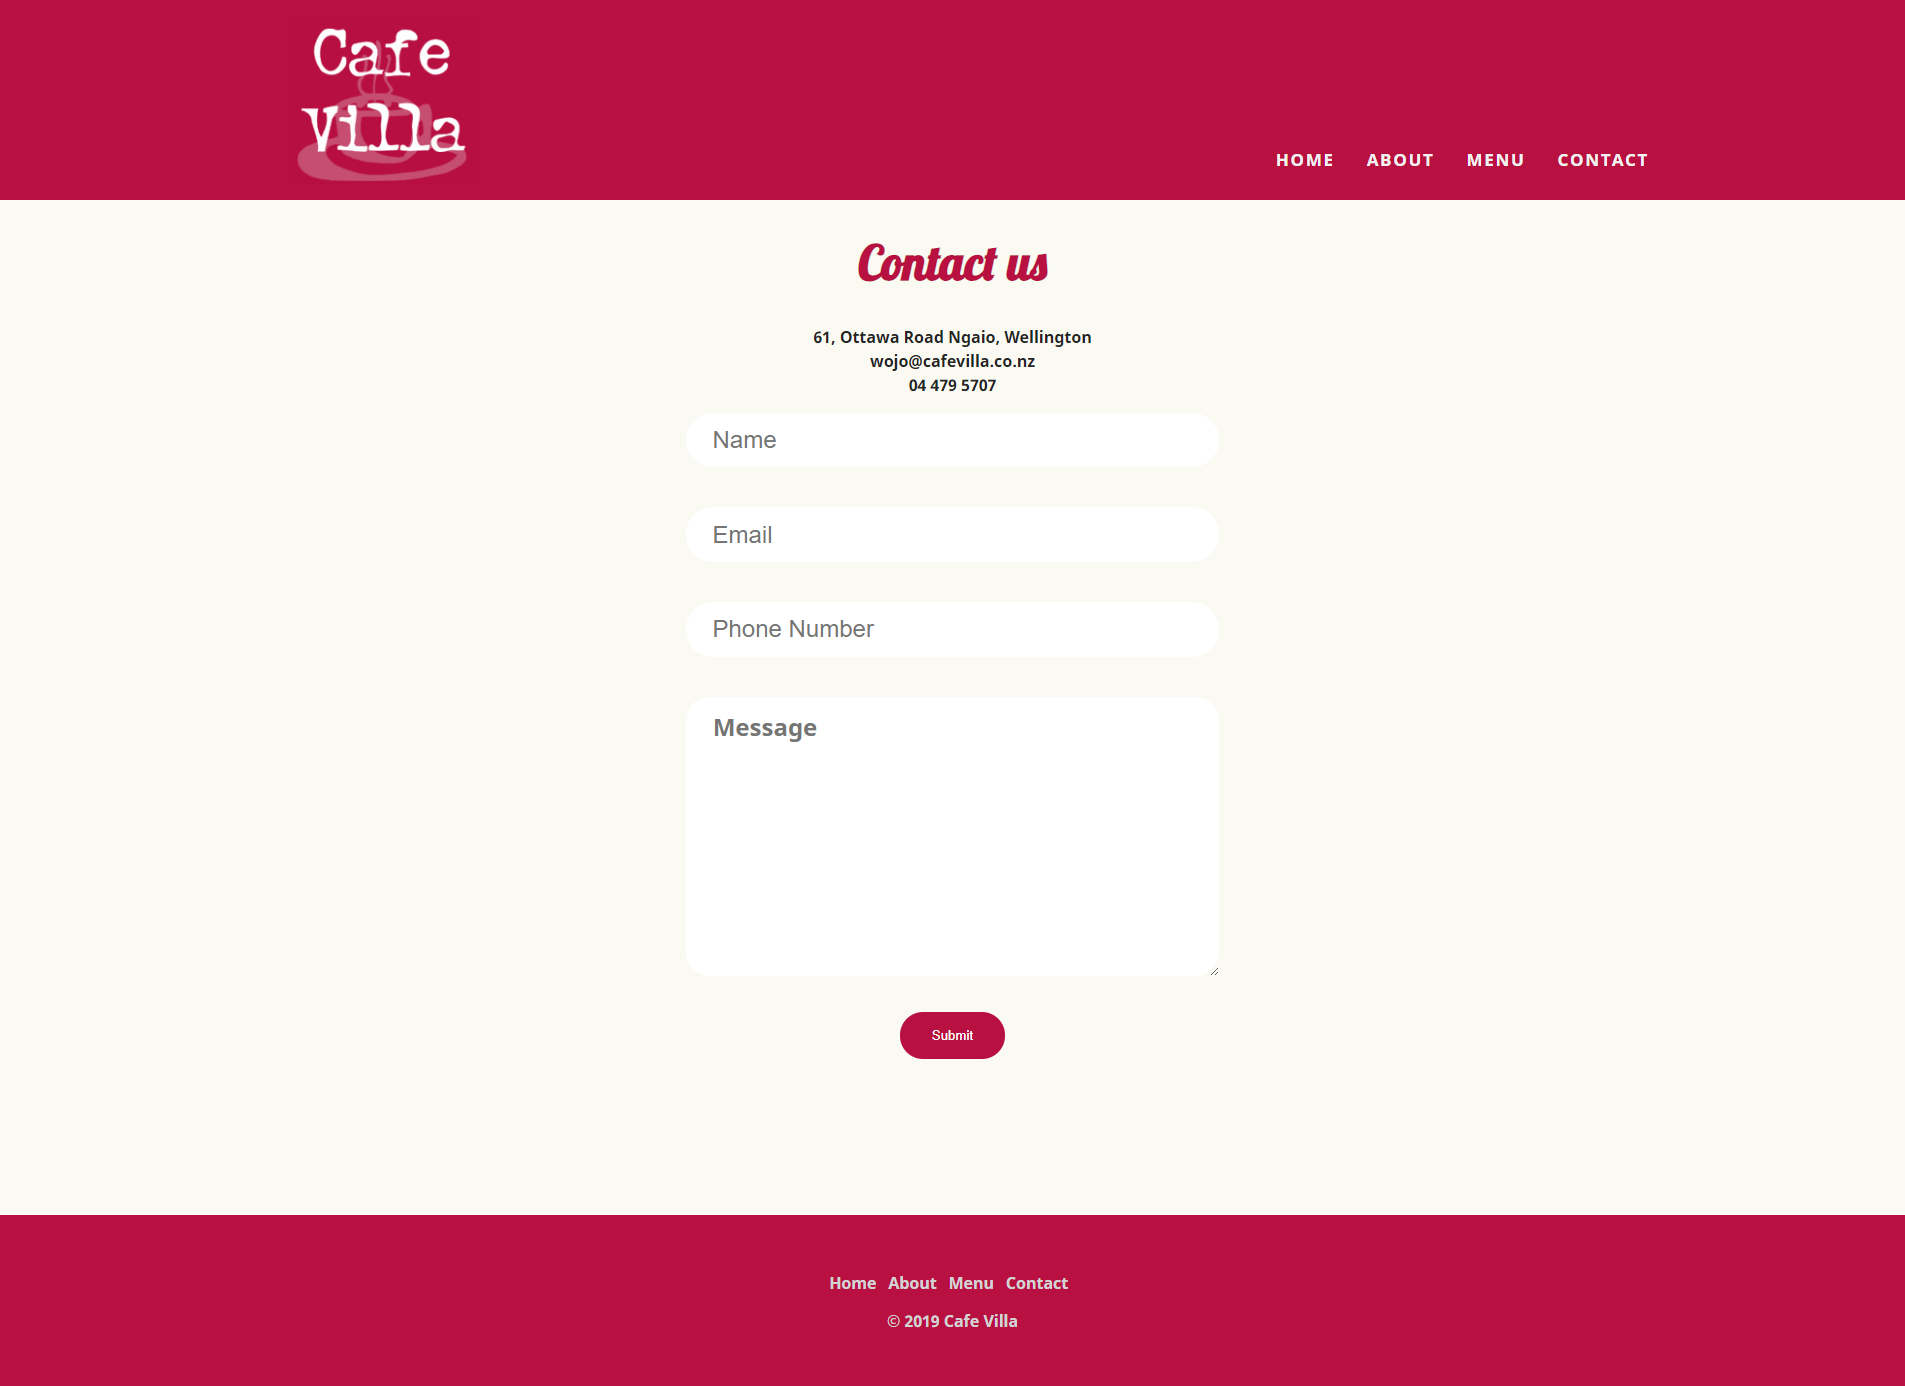 Cafe
Villa
HOME ABOUT MENU CONTACT
Contact us
61, Ottawa Road Ngaio, Wellington
wojo@cafevilla.co.nz
04 479 5707
Name
Email
Phone Number
Message
Submit
Home About Menu Contact
© 2019 Cafe Villa